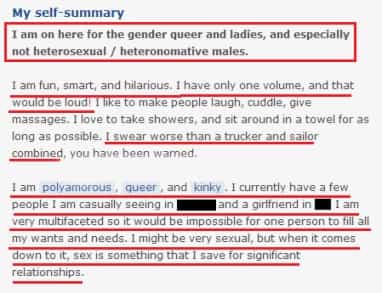 My self-summary
I am on here for the gender queer and ladies, and especially
not heterosexual / heteronomative males.
I am fun, smart, and hilarious. I have only one volume, and that
would be loud! I like to make people laugh, cuddle, give
massages. I love to take showers, and sit around in a towel for as
long as possible. I swear worse than a trucker and sailor
combined, you have been warned.
I am polyamorous, queer, and kinky. I currently have a few
people I am casually seeing in and a girlfriend in I am
very multifaceted so it would be impossible for one person to fill all
my wants and needs. I might be very sexual, but when it comes
down to it, sex is something that I save for significant
relationships.